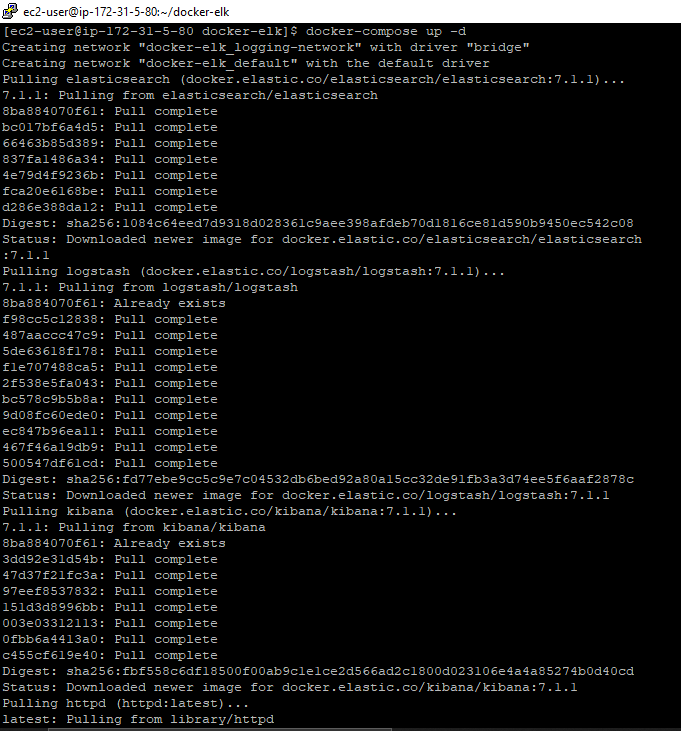 ec2-user@ip-172-31-5-80:~/docker-elk
[ec2-user@ip-172-31-5-80 docker-elk]$ docker-compose up -d
Creating network "docker-elk_logging-network" with driver "bridge"
Creating network "docker-elk_default" with the default driver
Pulling elasticsearch (docker.elastic.co/elasticsearch/elasticsearch:7.1.1)...
7.1.1: Pulling from elasticsearch/elasticsearch
8ba884070f61: Pull complete
bc017bf6a4d5: Pull complete
66463b85d389: Pull complete
837fa1486a34: Pull complete
4e79d4f9236b: Pull complete
fca20e6168be: Pull complete
d286e388da12: Pull complete
Digest: sha256:1084c64eed7d9318d028361c9aee398afdeb70d1816ce81d590b9450ec542c08
Status: Downloaded newer image for docker.elastic.co/elasticsearch/elasticsearch
:7.1.1
Pulling logstash (docker.elastic.co/logstash/logstash:7.1.1)...
7.1.1: Pulling from logstash/logstash
8ba884070f61: Already exists
f98cc5c12838: Pull complete
487aaccc47c9: Pull complete
5de63618f178: Pull complete
f1e707488ca5: Pull complete
2f538e5fa043: Pull complete
bc578c9b5b8a: Pull complete
9d08fc60ede0: Pull complete
ec847b96ea11: Pull complete
467f46a19db9: Pull complete
500547df61cd: Pull complete
Digest: sha256:fd77ebe9cc5c9e7c04532db6bed92a80a15cc32de91fb3a3d74ee5f6aaf2878c
Status: Downloaded newer image for docker.elastic.co/logstash/logstash:7.1.1
Pulling kibana (docker.elastic.co/kibana/kibana:7.1.1)...
7.1.1: Pulling from kibana/kibana
8ba884070f61: Already exists
3dd92e31d54b: Pull complete
47d37f21fc3a: Pull complete
97eef8537832: Pull complete
151d3d8996bb: Pull complete
003e03312113: Pull complete
0fbb6a4413a0: Pull complete
c455cf619e40: Pull complete
Digest: sha256:fbf558c6df18500f00ab9c1e1ce2d566ad2c1800d023106e4a4a85274b0d40cd
Status: Downloaded newer image for docker.elastic.co/kibana/kibana:7.1.1
Pulling httpd (httpd:latest)...
latest: Pulling from library/httpd